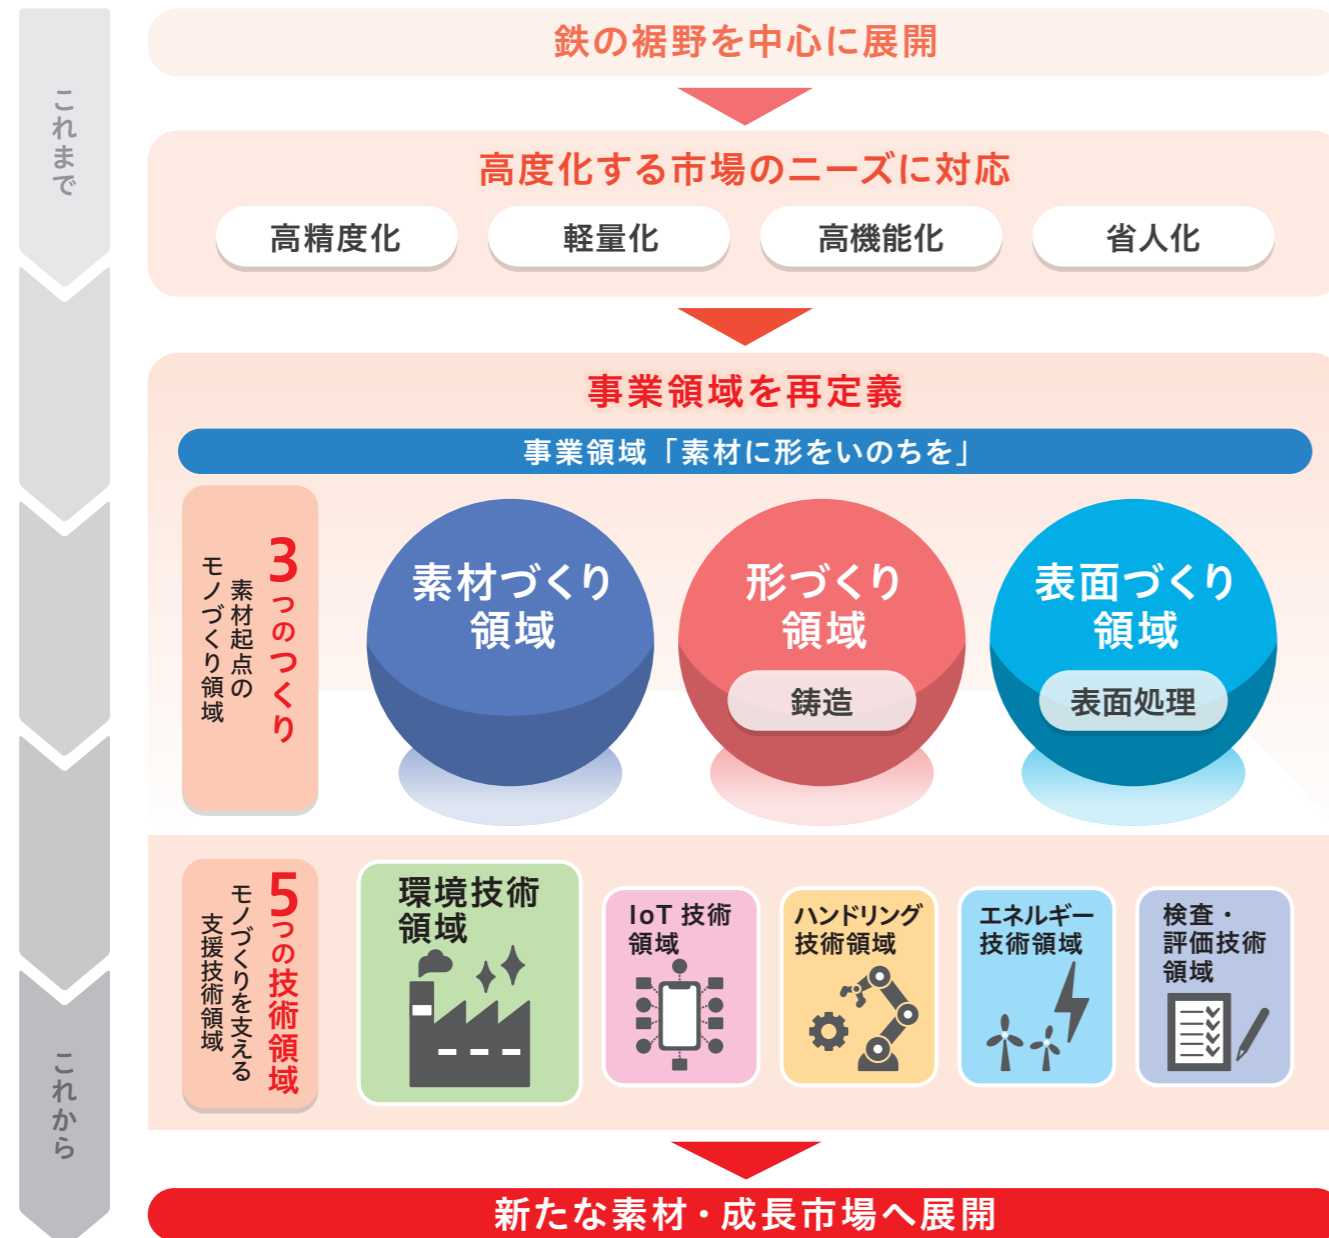 これまで
鉄の裾野を中心に展開
高度化する市場のニーズに対応
高精度化
軽量化
高機能化
省人化
事業領域を再定義
事業領域「素材に形をいのちを」
3つのつくり
素材起点の
モノづくり領域
素材づくり
領域
形づくり
領域
鋳造
表面づくり
領域
表面処理
5つの技術領域
モノづくりを支える
支援技術領域
環境技術
領域
IoT 技術
領域
ハンドリング
技術領域
エネルギー
技術領域
検査・
評価技術
領域
これから
新たな素材・成長市場へ展開